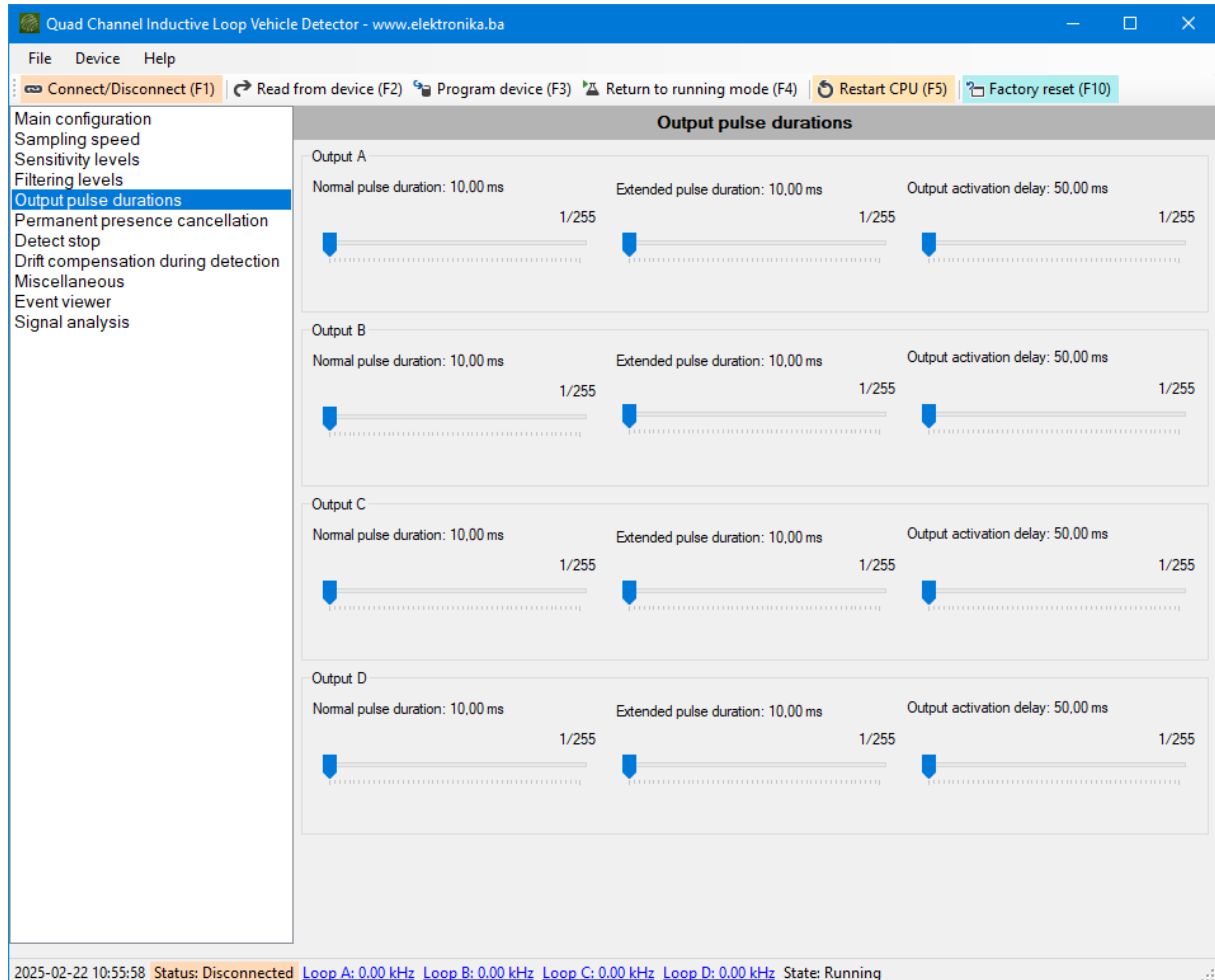 Quad Channel Inductive Loop Vehicle Detector - www.elektronika.ba
File Device Help
Connect/Disconnect (F1) Read from device (F2) Program device (F3) Return to running mode (F4) Restart CPU (F5) Factory reset (F10)
Main configuration
Sampling speed
Sensitivity levels
Filtering levels
Output pulse durations
Permanent presence cancellation
Detect stop
Drift compensation during detection
Miscellaneous
Event viewer
Signal analysis
Output pulse durations
Output A
Normal pulse duration: 10,00 ms Extended pulse duration: 10,00 ms Output activation delay: 50,00 ms
1/255 1/255 1/255
Output B
Normal pulse duration: 10,00 ms Extended pulse duration: 10,00 ms Output activation delay: 50,00 ms
1/255 1/255 1/255
Output C
Normal pulse duration: 10,00 ms Extended pulse duration: 10,00 ms Output activation delay: 50,00 ms
1/255 1/255 1/255
Output D
Normal pulse duration: 10,00 ms Extended pulse duration: 10,00 ms Output activation delay: 50,00 ms
1/255 1/255 1/255
2025-02-22 10:55:58 Status: Disconnected Loop A: 0.00 kHz Loop B: 0.00 kHz Loop C: 0.00 kHz Loop D: 0.00 kHz State: Running